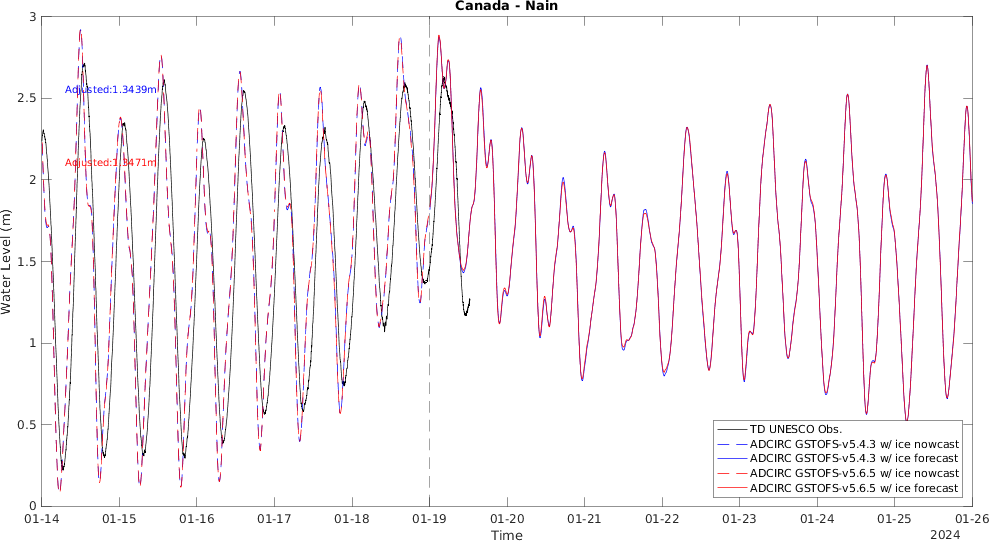 Canada - Nain
3
2.5
2
1.5
1
0.5
0
Water Level (m)
Adjusted:1.3439m
Adjusted:1.3471m
TD UNESCO Obs.
ADCIRC GSTOFS-v5.4.3 w/ ice nowcast
ADCIRC GSTOFS-v5.4.3 w/ ice forecast
ADCIRC GSTOFS-v5.6.5 w/ ice nowcast
ADCIRC GSTOFS-v5.6.5 w/ ice forecast
01-14 01-15 01-16 01-17 01-18 01-19 01-20 01-21 01-22 01-23 01-24 01-25 01-26
Time
2024